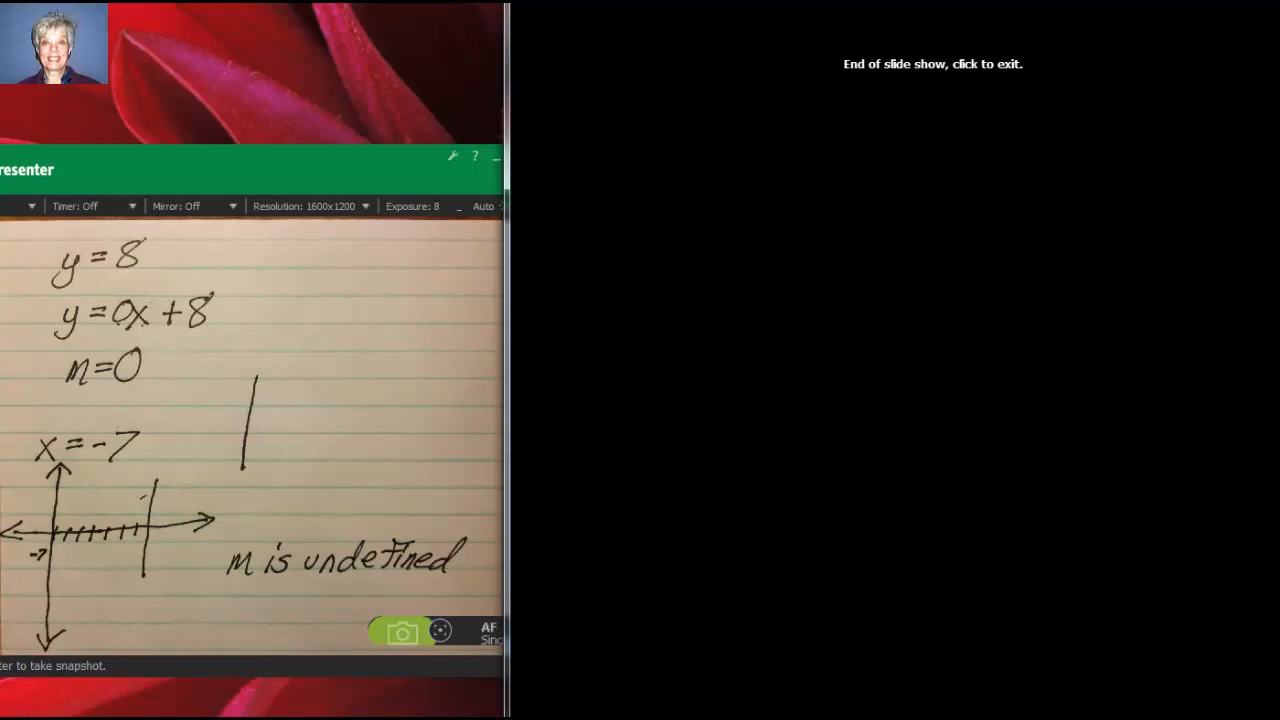 End of slide show, click to exit.
resenter
?
Timer: Off
Mirror: Off
Resolution: 1600x1200
Exposure: 8
Auto
y = 8
y = 0x + 8
m = 0
x = -7
-7
m is undefined
AF
Sinc
ter to take snapshot.